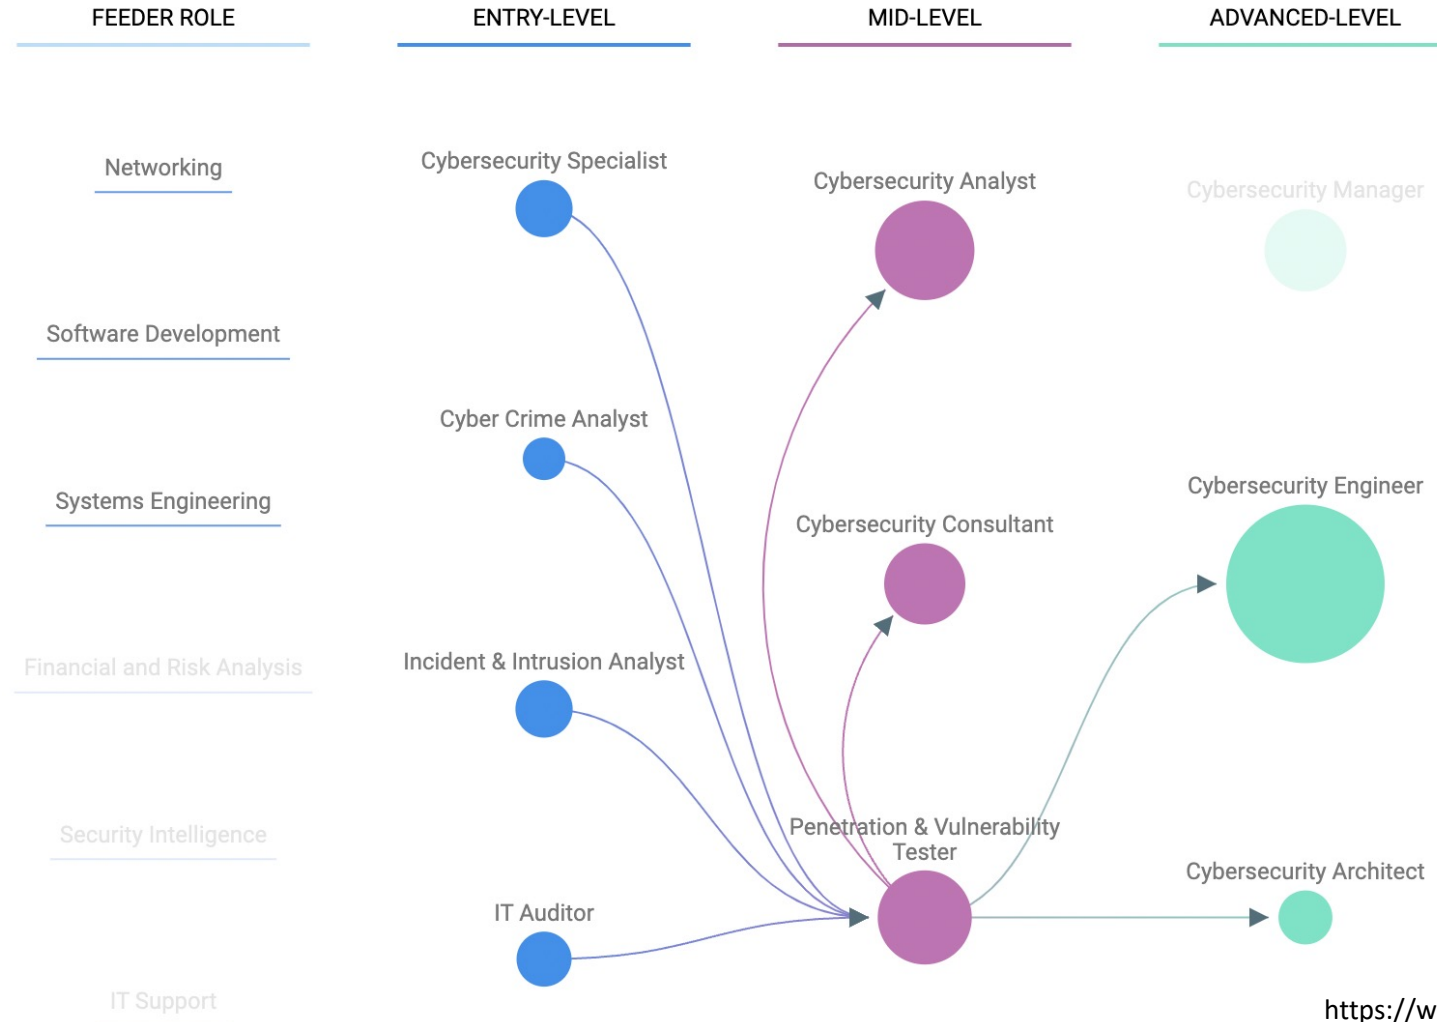 FEEDER ROLE
ENTRY-LEVEL
MID-LEVEL
ADVANCED-LEVEL
Networking
Software Development
Systems Engineering
Financial and Risk Analysis
Security Intelligence
IT Support
Cybersecurity Specialist
Cyber Crime Analyst
Incident & Intrusion Analyst
IT Auditor
Cybersecurity Analyst
Cybersecurity Consultant
Penetration & Vulnerability
Tester
Cybersecurity Manager
Cybersecurity Engineer
Cybersecurity Architect
https://w